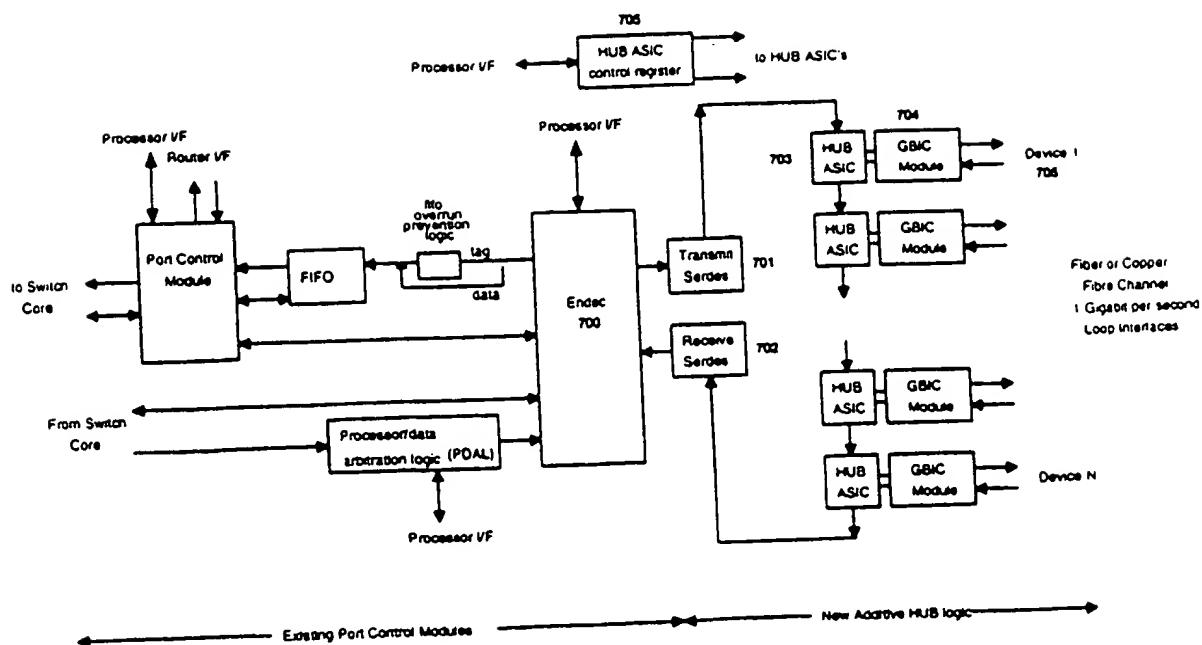 705
HUB ASIC
control register
Processor I/F
to HUB ASIC's
Processor I/F
Router I/F
Processor I/F
704
703
HUB
ASIC
GBIC
Module
Device 1
706
HUB
ASIC
GBIC
Module
fifo
overrun
prevention
logic
tag
data
Port Control
Module
FIFO
to Switch
Core
Endec
700
Transmit
Serdes
701
Receive
Serdes
702
Fiber or Copper
Fibre Channel
1 Gigabit per second
Loop Interfaces
HUB
ASIC
GBIC
Module
From Switch
Core
Processor/data
arbitration logic (PDAL)
HUB
ASIC
GBIC
Module
Device N
Processor I/F
Existing Port Control Modules
New Additive HUB logic